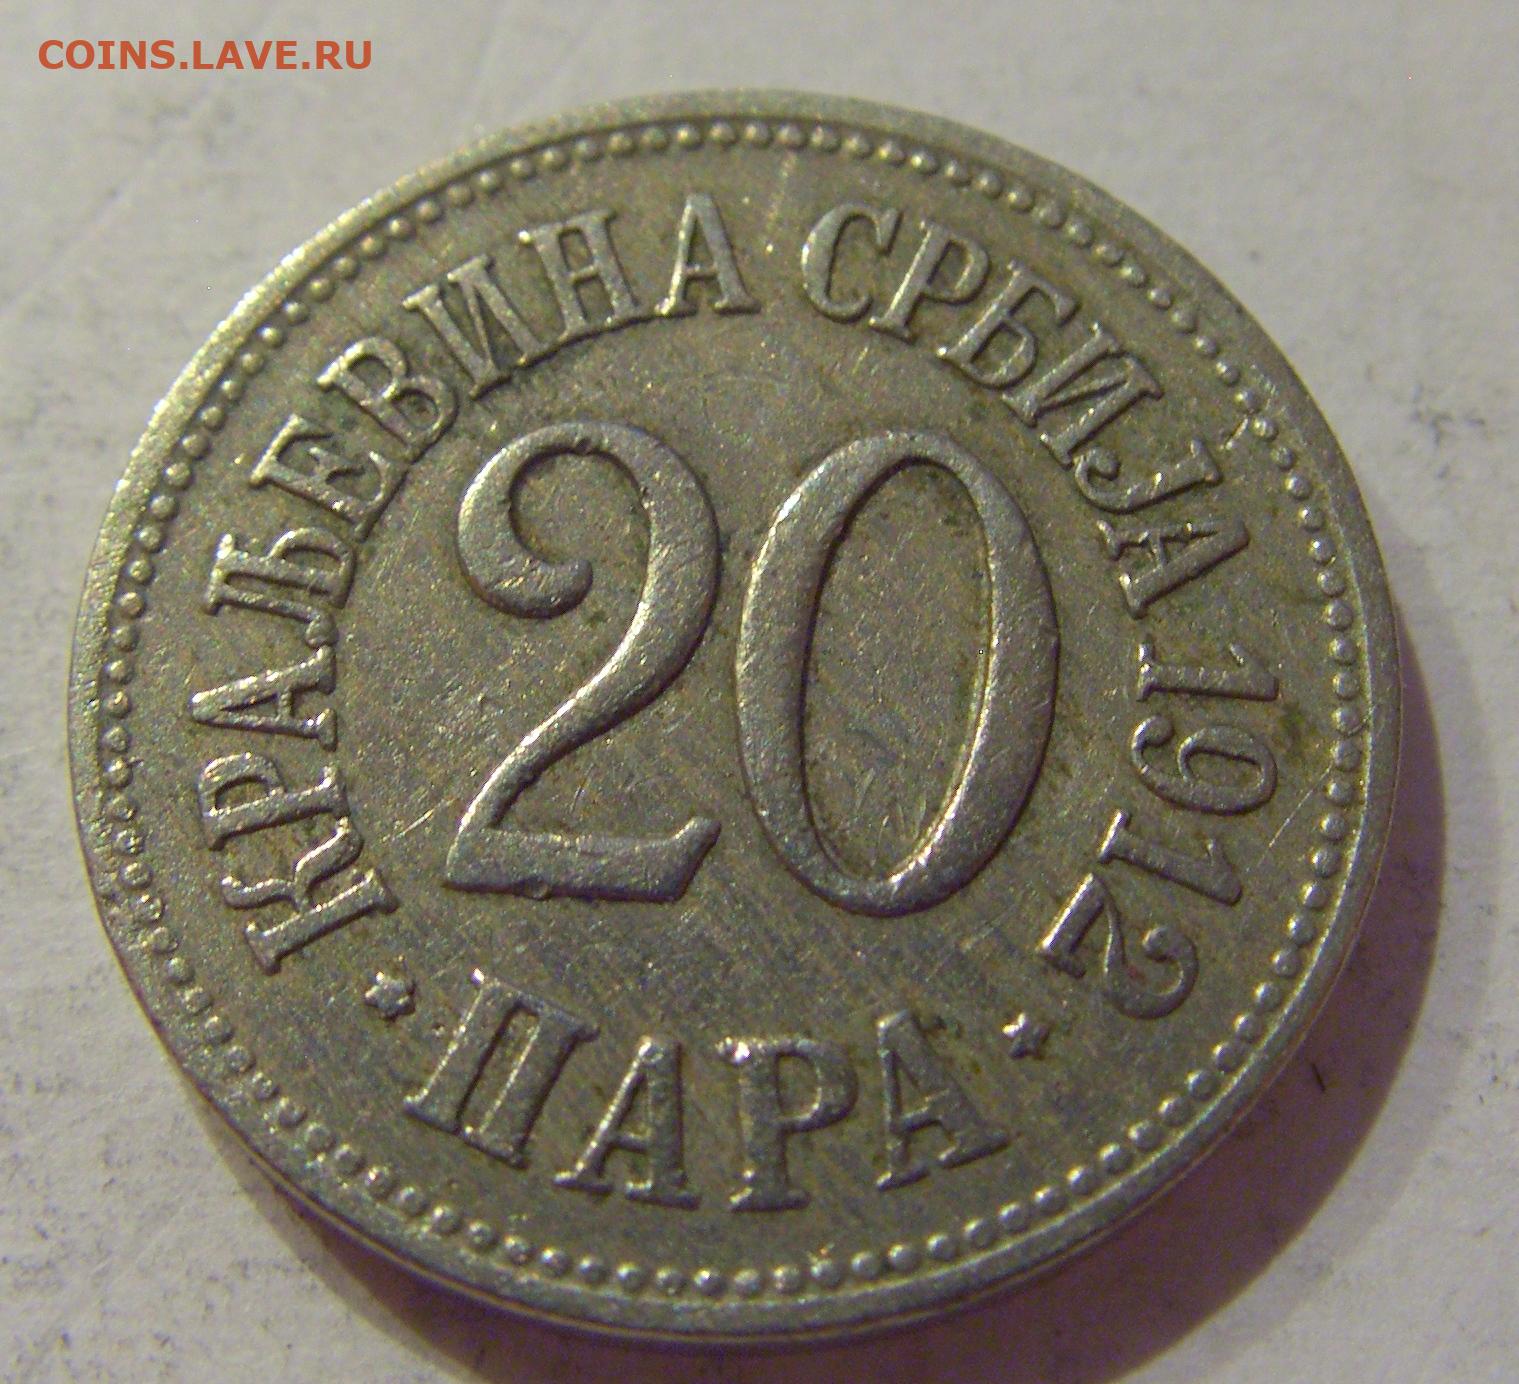 COINS.LAVE.RU
КРАЉЕВИНА СРБИЈА 1912
20
ПАРА